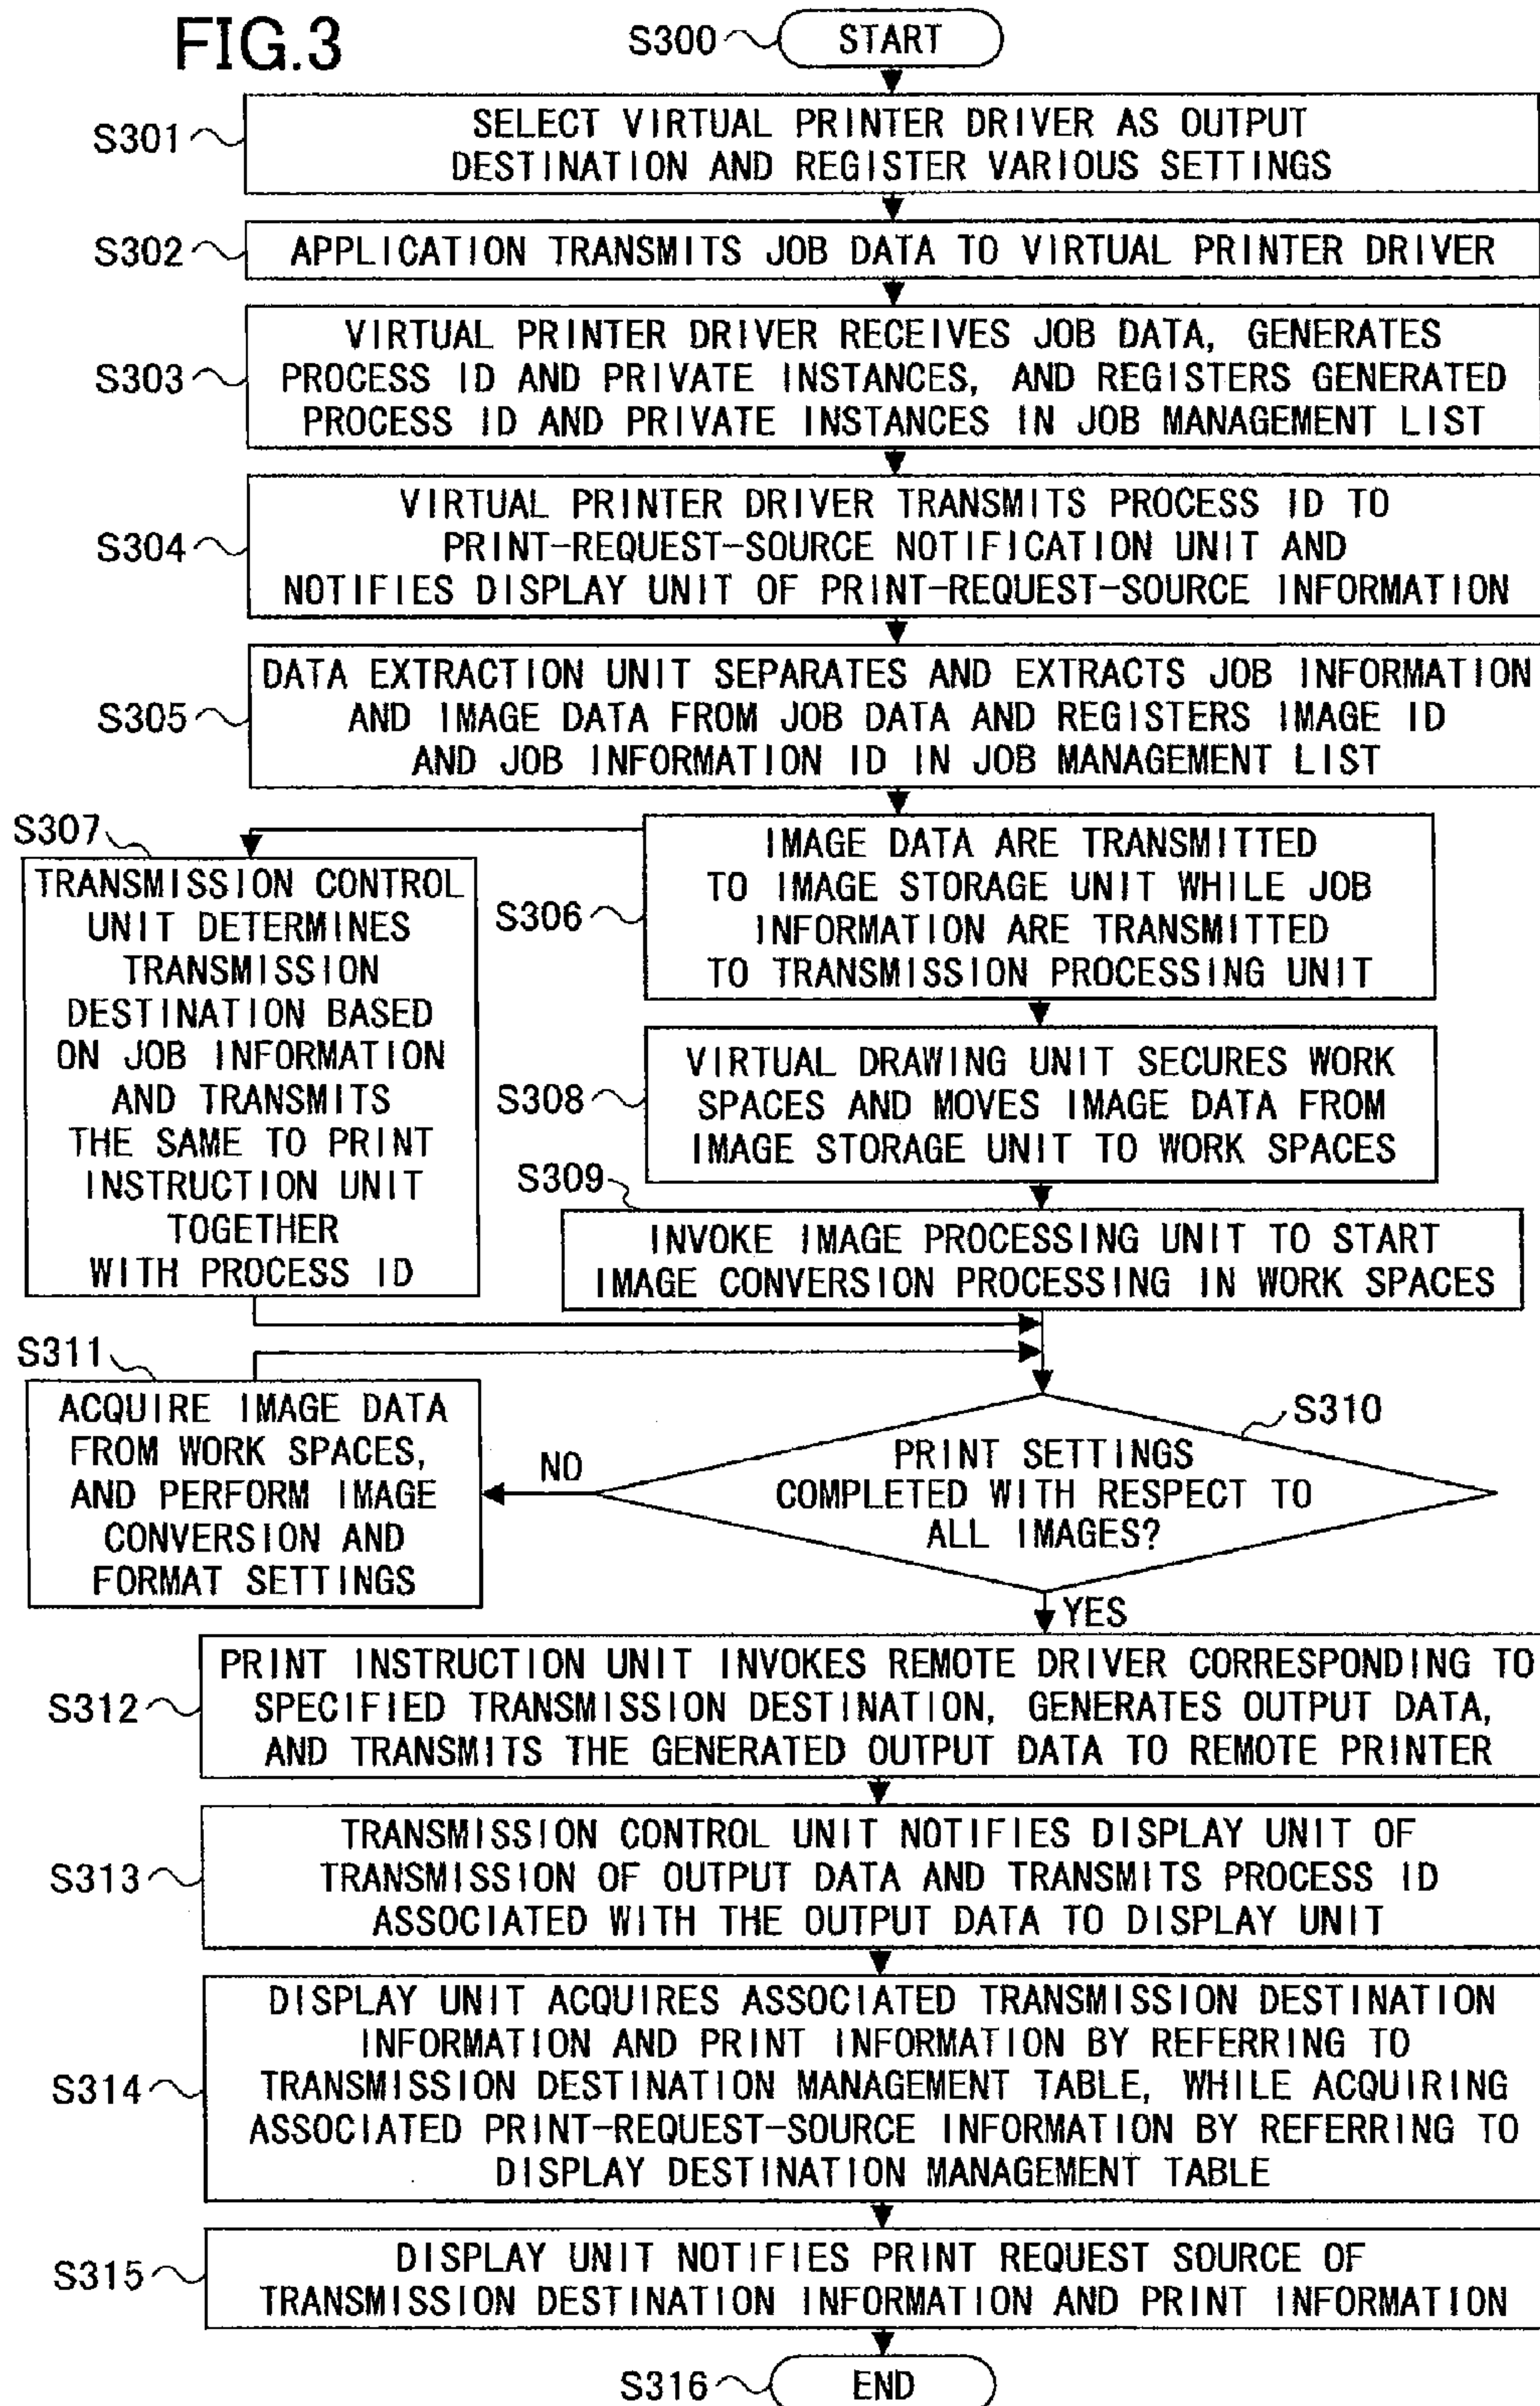 FIG.3
S300
START
S301
SELECT VIRTUAL PRINTER DRIVER AS OUTPUT
DESTINATION AND REGISTER VARIOUS SETTINGS
S302
APPLICATION TRANSMITS JOB DATA TO VIRTUAL PRINTER DRIVER
S303
VIRTUAL PRINTER DRIVER RECEIVES JOB DATA, GENERATES
PROCESS ID AND PRIVATE INSTANCES, AND REGISTERS GENERATED
PROCESS ID AND PRIVATE INSTANCES IN JOB MANAGEMENT LIST
S304
VIRTUAL PRINTER DRIVER TRANSMITS PROCESS ID TO
PRINT-REQUEST-SOURCE NOTIFICATION UNIT AND
NOTIFIES DISPLAY UNIT OF PRINT-REQUEST-SOURCE INFORMATION
S305
DATA EXTRACTION UNIT SEPARATES AND EXTRACTS JOB INFORMATION
AND IMAGE DATA FROM JOB DATA AND REGISTERS IMAGE ID
AND JOB INFORMATION ID IN JOB MANAGEMENT LIST
S307
TRANSMISSION CONTROL
UNIT DETERMINES
TRANSMISSION
DESTINATION BASED
ON JOB INFORMATION
AND TRANSMITS
THE SAME TO PRINT
INSTRUCTION UNIT
TOGETHER
WITH PROCESS ID
S306
IMAGE DATA ARE TRANSMITTED
TO IMAGE STORAGE UNIT WHILE JOB
INFORMATION ARE TRANSMITTED
TO TRANSMISSION PROCESSING UNIT
S308
VIRTUAL DRAWING UNIT SECURES WORK
SPACES AND MOVES IMAGE DATA FROM
IMAGE STORAGE UNIT TO WORK SPACES
S309
INVOKE IMAGE PROCESSING UNIT TO START
IMAGE CONVERSION PROCESSING IN WORK SPACES
S311
ACQUIRE IMAGE DATA
FROM WORK SPACES,
AND PERFORM IMAGE
CONVERSION AND
FORMAT SETTINGS
NO
S310
PRINT SETTINGS
COMPLETED WITH RESPECT TO
ALL IMAGES?
YES
S312
PRINT INSTRUCTION UNIT INVOKES REMOTE DRIVER CORRESPONDING TO
SPECIFIED TRANSMISSION DESTINATION, GENERATES OUTPUT DATA,
AND TRANSMITS THE GENERATED OUTPUT DATA TO REMOTE PRINTER
S313
TRANSMISSION CONTROL UNIT NOTIFIES DISPLAY UNIT OF
TRANSMISSION OF OUTPUT DATA AND TRANSMITS PROCESS ID
ASSOCIATED WITH THE OUTPUT DATA TO DISPLAY UNIT
S314
DISPLAY UNIT ACQUIRES ASSOCIATED TRANSMISSION DESTINATION
INFORMATION AND PRINT INFORMATION BY REFERRING TO
TRANSMISSION DESTINATION MANAGEMENT TABLE, WHILE ACQUIRING
ASSOCIATED PRINT-REQUEST-SOURCE INFORMATION BY REFERRING TO
DISPLAY DESTINATION MANAGEMENT TABLE
S315
DISPLAY UNIT NOTIFIES PRINT REQUEST SOURCE OF
TRANSMISSION DESTINATION INFORMATION AND PRINT INFORMATION
S316
END